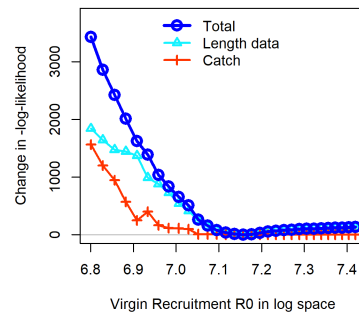 Total
Length data
Catch
Change in -log-likelihood
3000
2000
1000
0
6.8 6.9 7.0 7.1 7.2 7.3 7.4
Virgin Recruitment R0 in log space